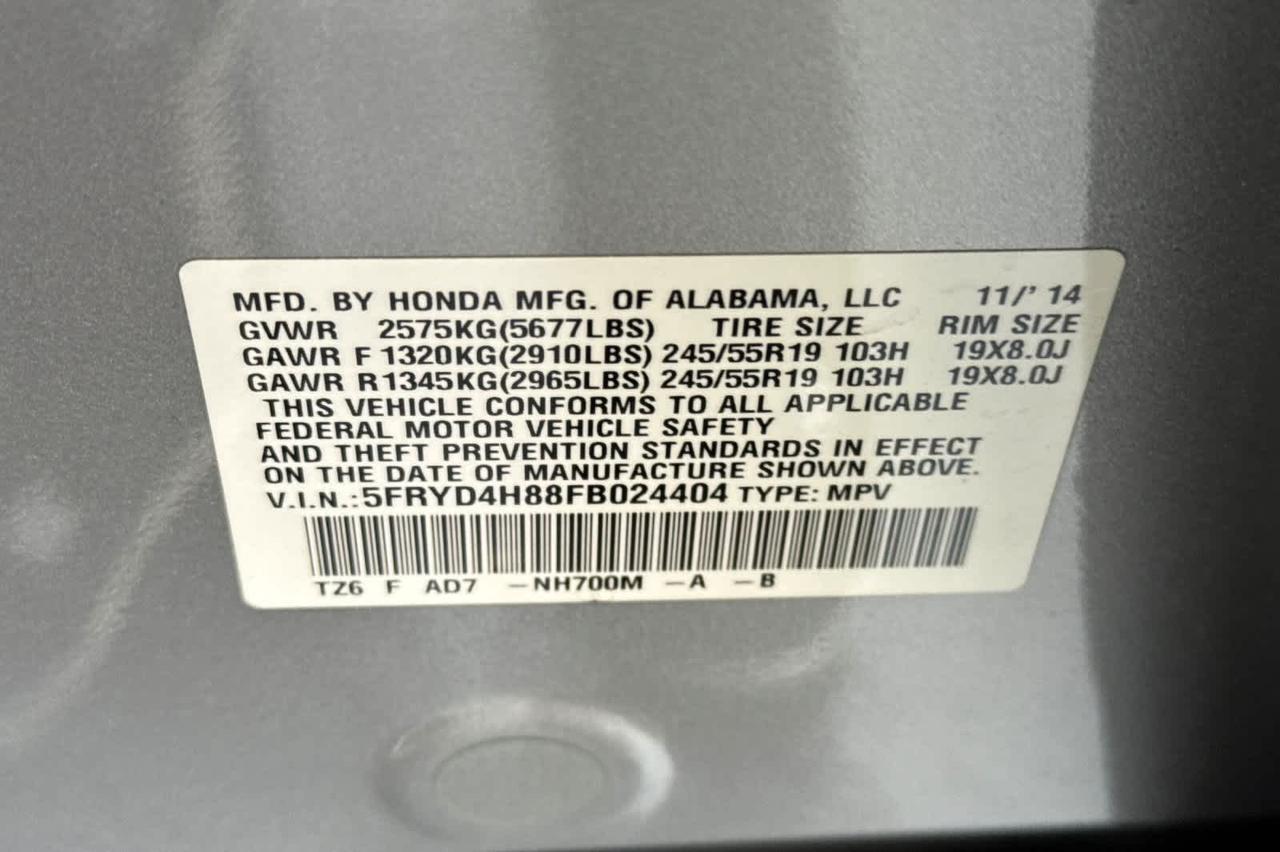 MFD. BY HONDA MFG. OF ALABAMA, LLC 11/' 14
GVWR 2575KG(5677LBS) TIRE SIZE RIM SIZE
GAWR F 1320KG(2910LBS) 245/55R19 103H 19X8.0J
GAWR R1345KG(2965LBS) 245/55R19 103H 19X8.0J
THIS VEHICLE CONFORMS TO ALL APPLICABLE
FEDERAL MOTOR VEHICLE SAFETY
AND THEFT PREVENTION STANDARDS IN EFFECT
ON THE DATE OF MANUFACTURE SHOWN ABOVE.
V.I.N.:5FRYD4H88FB024404 TYPE: MPV
TZ6 F AD7 -NH700M -A -B